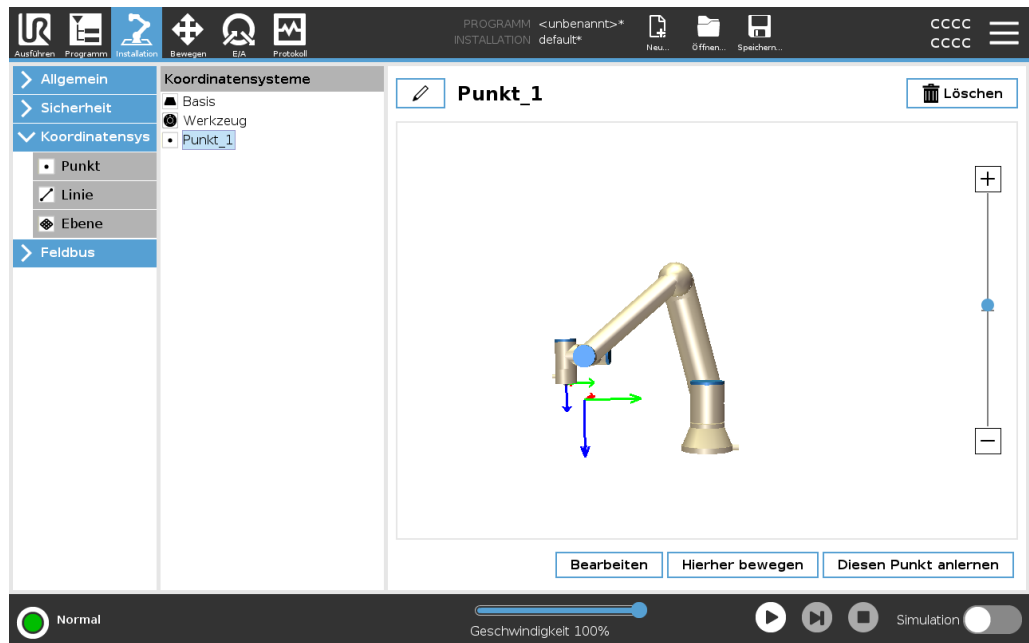 UR
PROGRAMM <unbenannt>*
INSTALLATION default*
CCCC
CCCC
Ausführen Programm Installation Bewegen E/A Protokoll Neu... Öffnen... Speichern...
Allgemein
Sicherheit
Koordinatensys
Punkt
Linie
Ebene
Feldbus
Koordinatensysteme
Basis
Werkzeug
Punkt_1
Punkt_1
Löschen
Bearbeiten Hierher bewegen Diesen Punkt anlernen
Normal
Geschwindigkeit 100%
Simulation